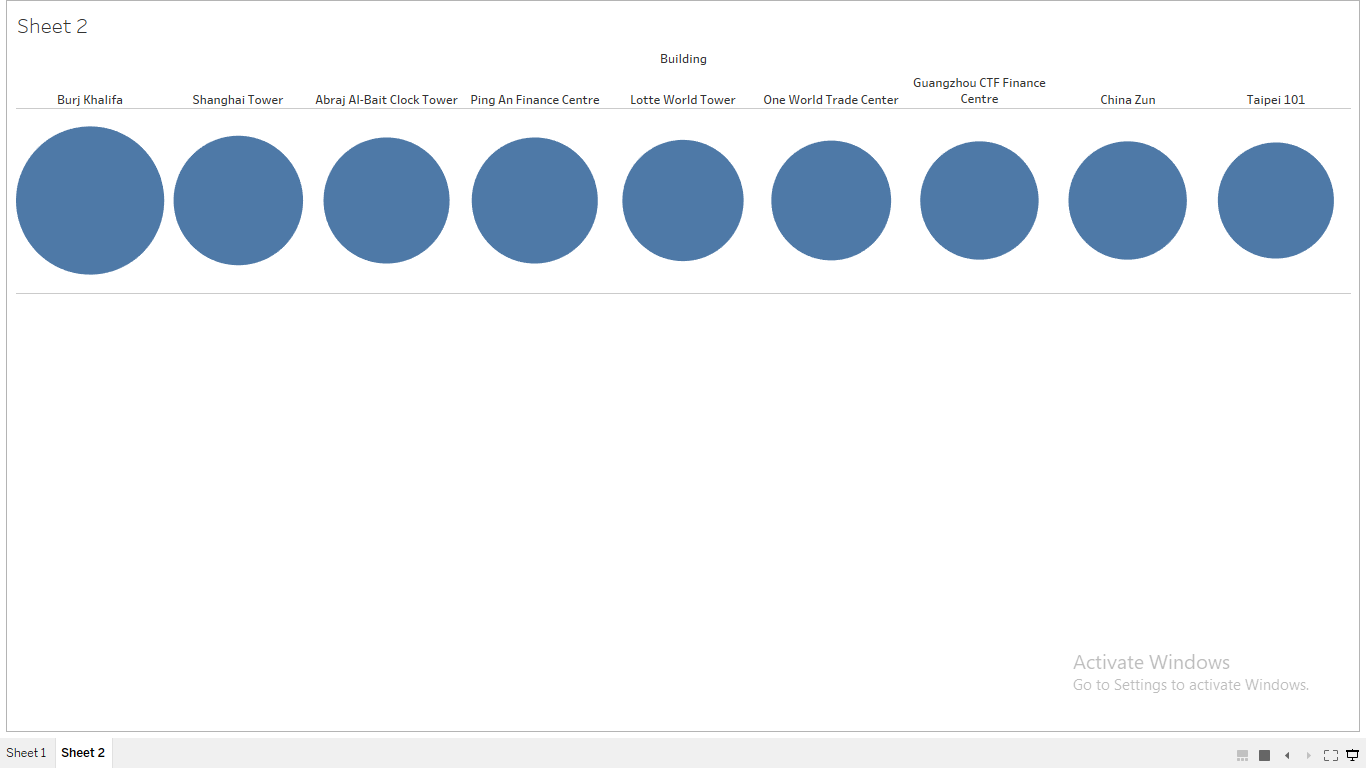 Sheet 2
Building
Burj Khalifa
Shanghai Tower
Abraj Al-Bait Clock Tower
Ping An Finance Centre
Lotte World Tower
One World Trade Center
Guangzhou CTF Finance
Centre
China Zun
Taipei 101
Activate Windows
Go to Settings to activate Windows.
Sheet 1
Sheet 2